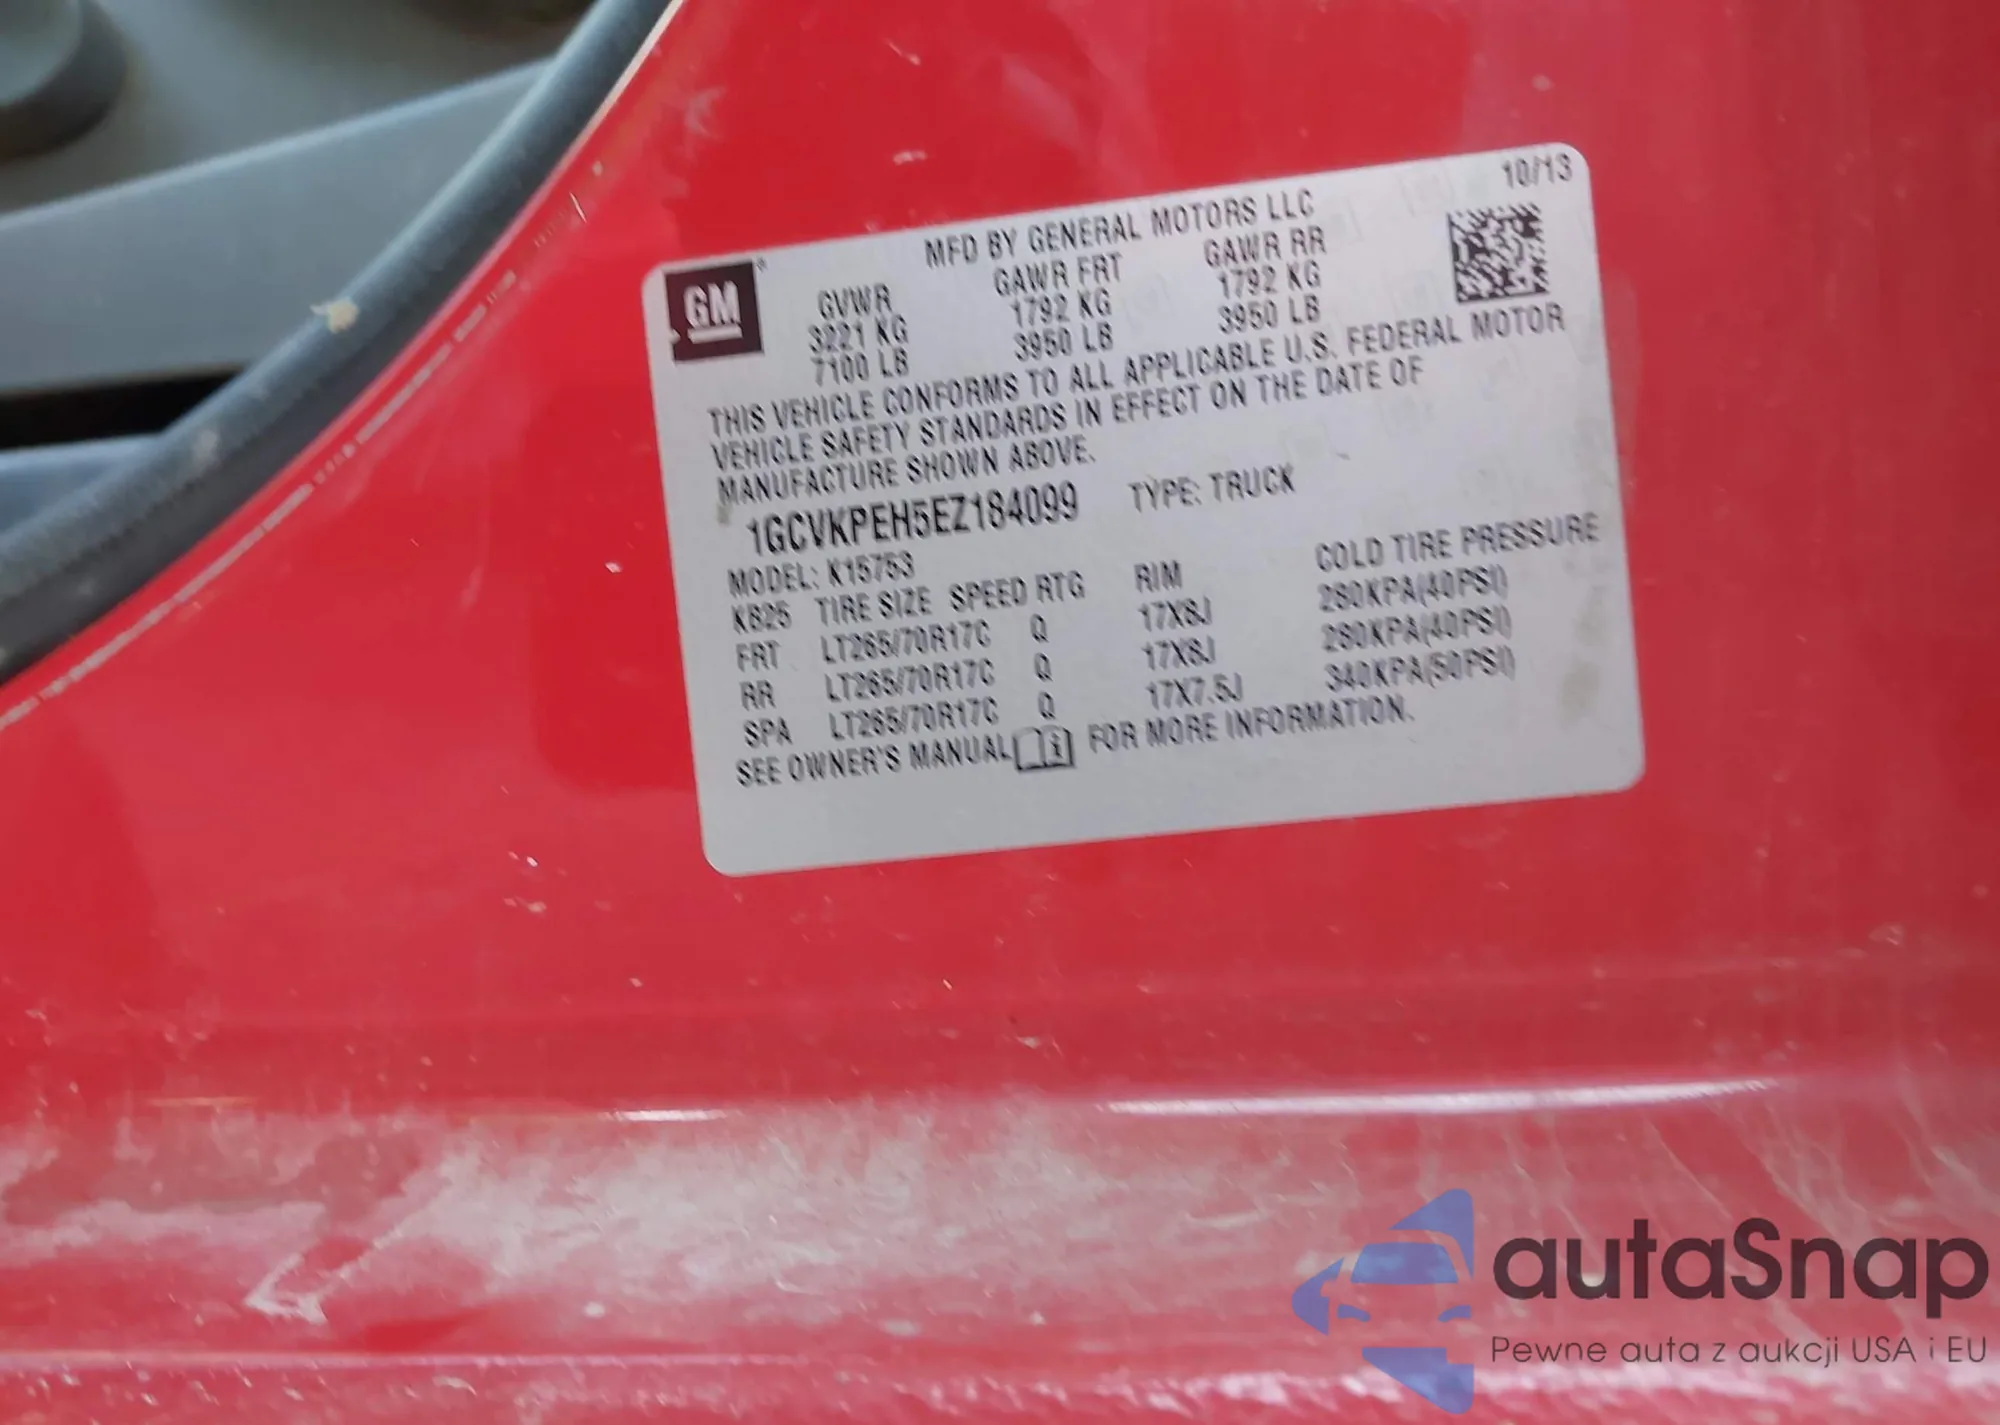 10/13
MFD BY GENERAL MOTORS LLC
GM
GVWR GAWR FRT GAWR RR
3221 KG 1792 KG 1792 KG
7100 LB 3950 LB 3950 LB
THIS VEHICLE CONFORMS TO ALL APPLICABLE U.S. FEDERAL MOTOR
VEHICLE SAFETY STANDARDS IN EFFECT ON THE DATE OF
MANUFACTURE SHOWN ABOVE.
1GCVKPEH5EZ184099 TYPE: TRUCK
MODEL: K15753
K825 TIRE SIZE SPEED RTG RIM COLD TIRE PRESSURE
FRT LT265/70R17C Q 17X8J 280KPA(40PSI)
RR LT265/70R17C Q 17X8J 280KPA(40PSI)
SPA LT265/70R17C Q 17X7.5J 340KPA(50PSI)
SEE OWNER'S MANUAL FOR MORE INFORMATION.
autaSnap
Pewne auta z aukcji USA i EU